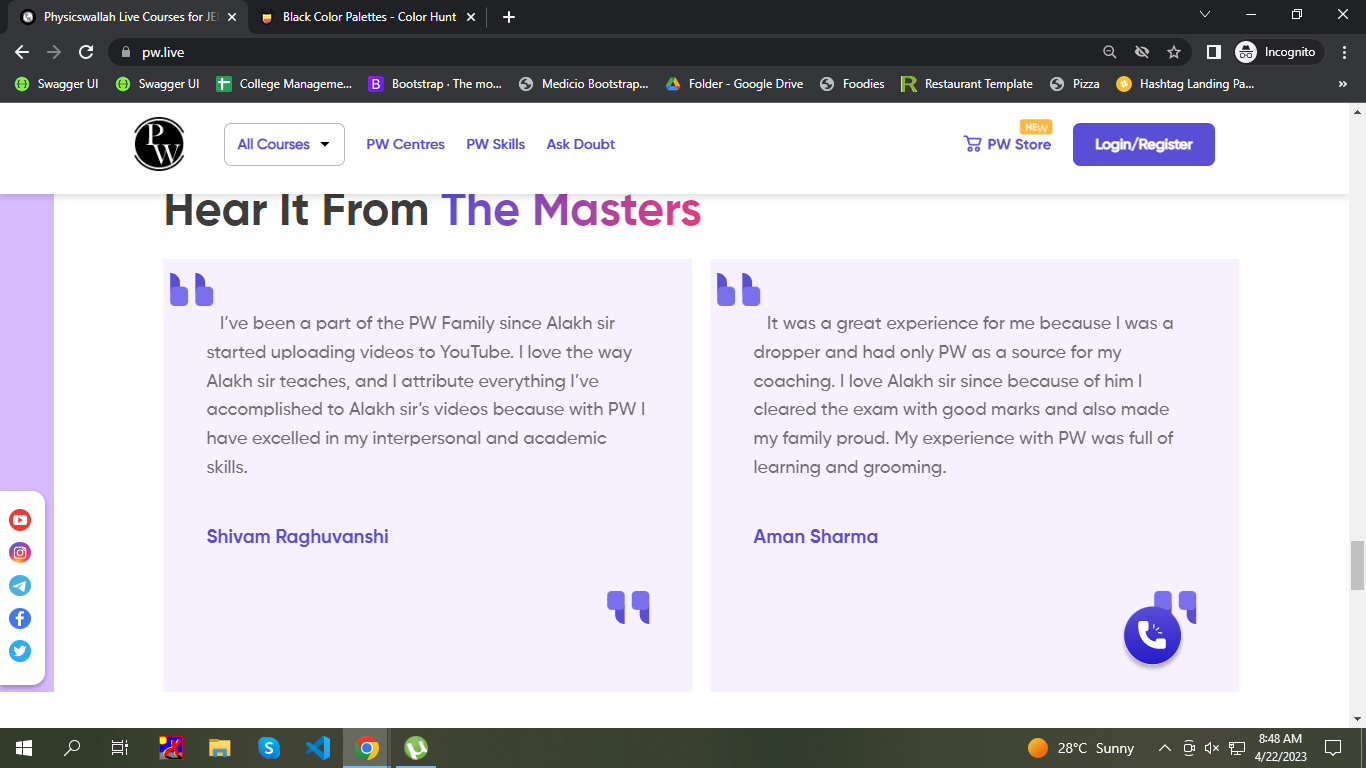 Physicswallah Live Courses for JE
Black Color Palettes - Color Hunt
pw.live
Incognito
Swagger UI
Swagger UI
College Manageme...
Bootstrap · The mo...
Medicio Bootstrap...
Folder - Google Drive
Foodies
Restaurant Template
Pizza
Hashtag Landing Pa...
PW
All Courses
PW Centres
PW Skills
Ask Doubt
NEW
PW Store
Login/Register
Hear It From The Masters
I’ve been a part of the PW Family since Alakh sir
started uploading videos to YouTube. I love the way
Alakh sir teaches, and I attribute everything I’ve
accomplished to Alakh sir’s videos because with PW I
have excelled in my interpersonal and academic
skills.
Shivam Raghuvanshi
It was a great experience for me because I was a
dropper and had only PW as a source for my
coaching. I love Alakh sir since because of him I
cleared the exam with good marks and also made
my family proud. My experience with PW was full of
learning and grooming.
Aman Sharma
28°C Sunny
8:48 AM
4/22/2023